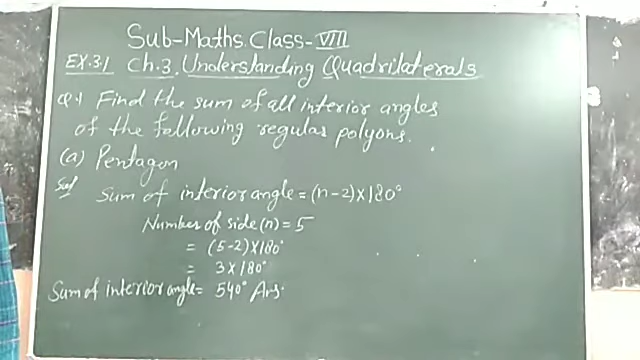 Sub-Maths. Class-VIII
EX.3.1 Ch.3. Understanding Quadrilaterals
Q.1 Find the sum of all interior angles
of the following regular polyons.
(a) Pentagon
Sol Sum of interior angle = (n-2)×180°
Number of side (n) = 5
= (5-2)×180°
= 3×180°
Sum of interior angle = 540° Ans.